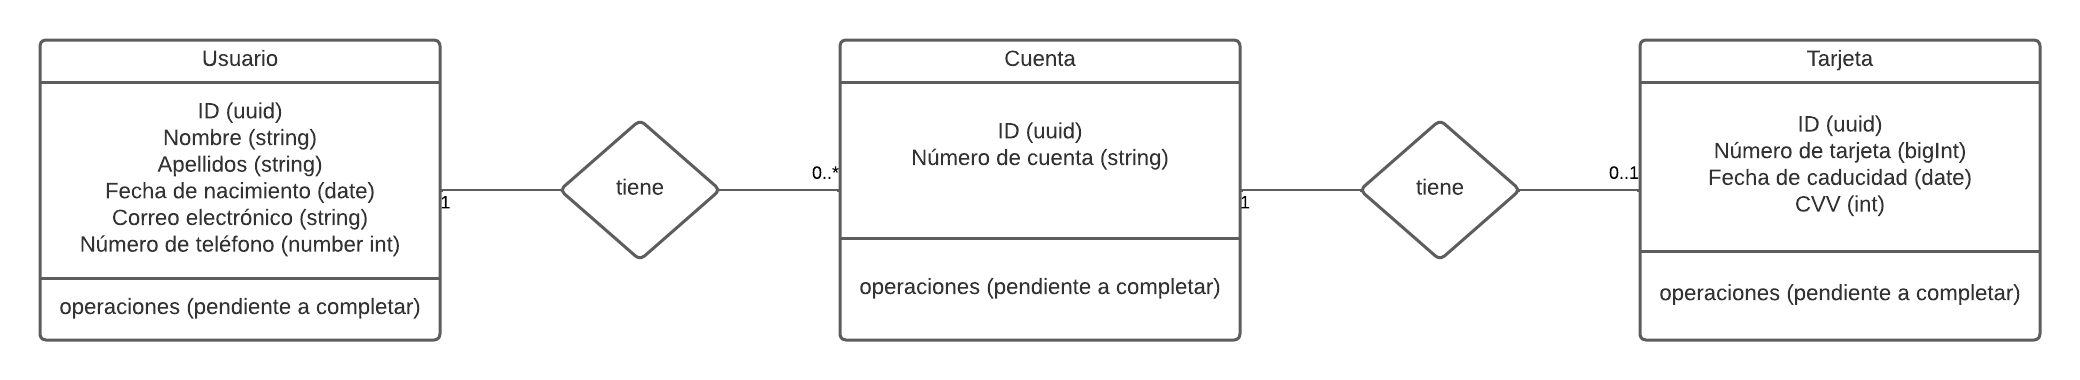 Usuario
ID (uuid)
Nombre (string)
Apellidos (string)
Fecha de nacimiento (date)
Correo electrónico (string)
Número de teléfono (number int)
operaciones (pendiente a completar)
1
tiene
0..*
Cuenta
ID (uuid)
Número de cuenta (string)
operaciones (pendiente a completar)
1
tiene
0..1
Tarjeta
ID (uuid)
Número de tarjeta (bigInt)
Fecha de caducidad (date)
CVV (int)
operaciones (pendiente a completar)